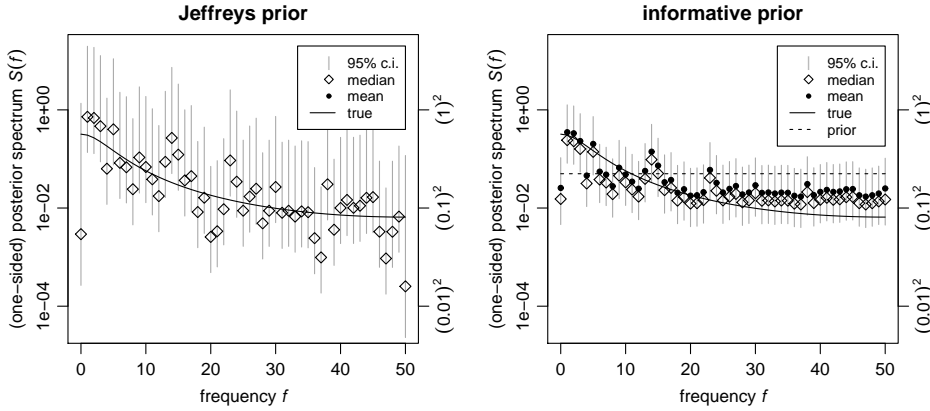 Jeffreys prior
(one−sided) posterior spectrum S(f)
1e+00
1e−02
1e−04
95% c.i.
median
mean
true
(1)²
(0.1)²
(0.01)²
0 10 20 30 40 50
frequency f
informative prior
(one−sided) posterior spectrum S(f)
1e+00
1e−02
1e−04
95% c.i.
median
mean
true
prior
(1)²
(0.1)²
(0.01)²
0 10 20 30 40 50
frequency f